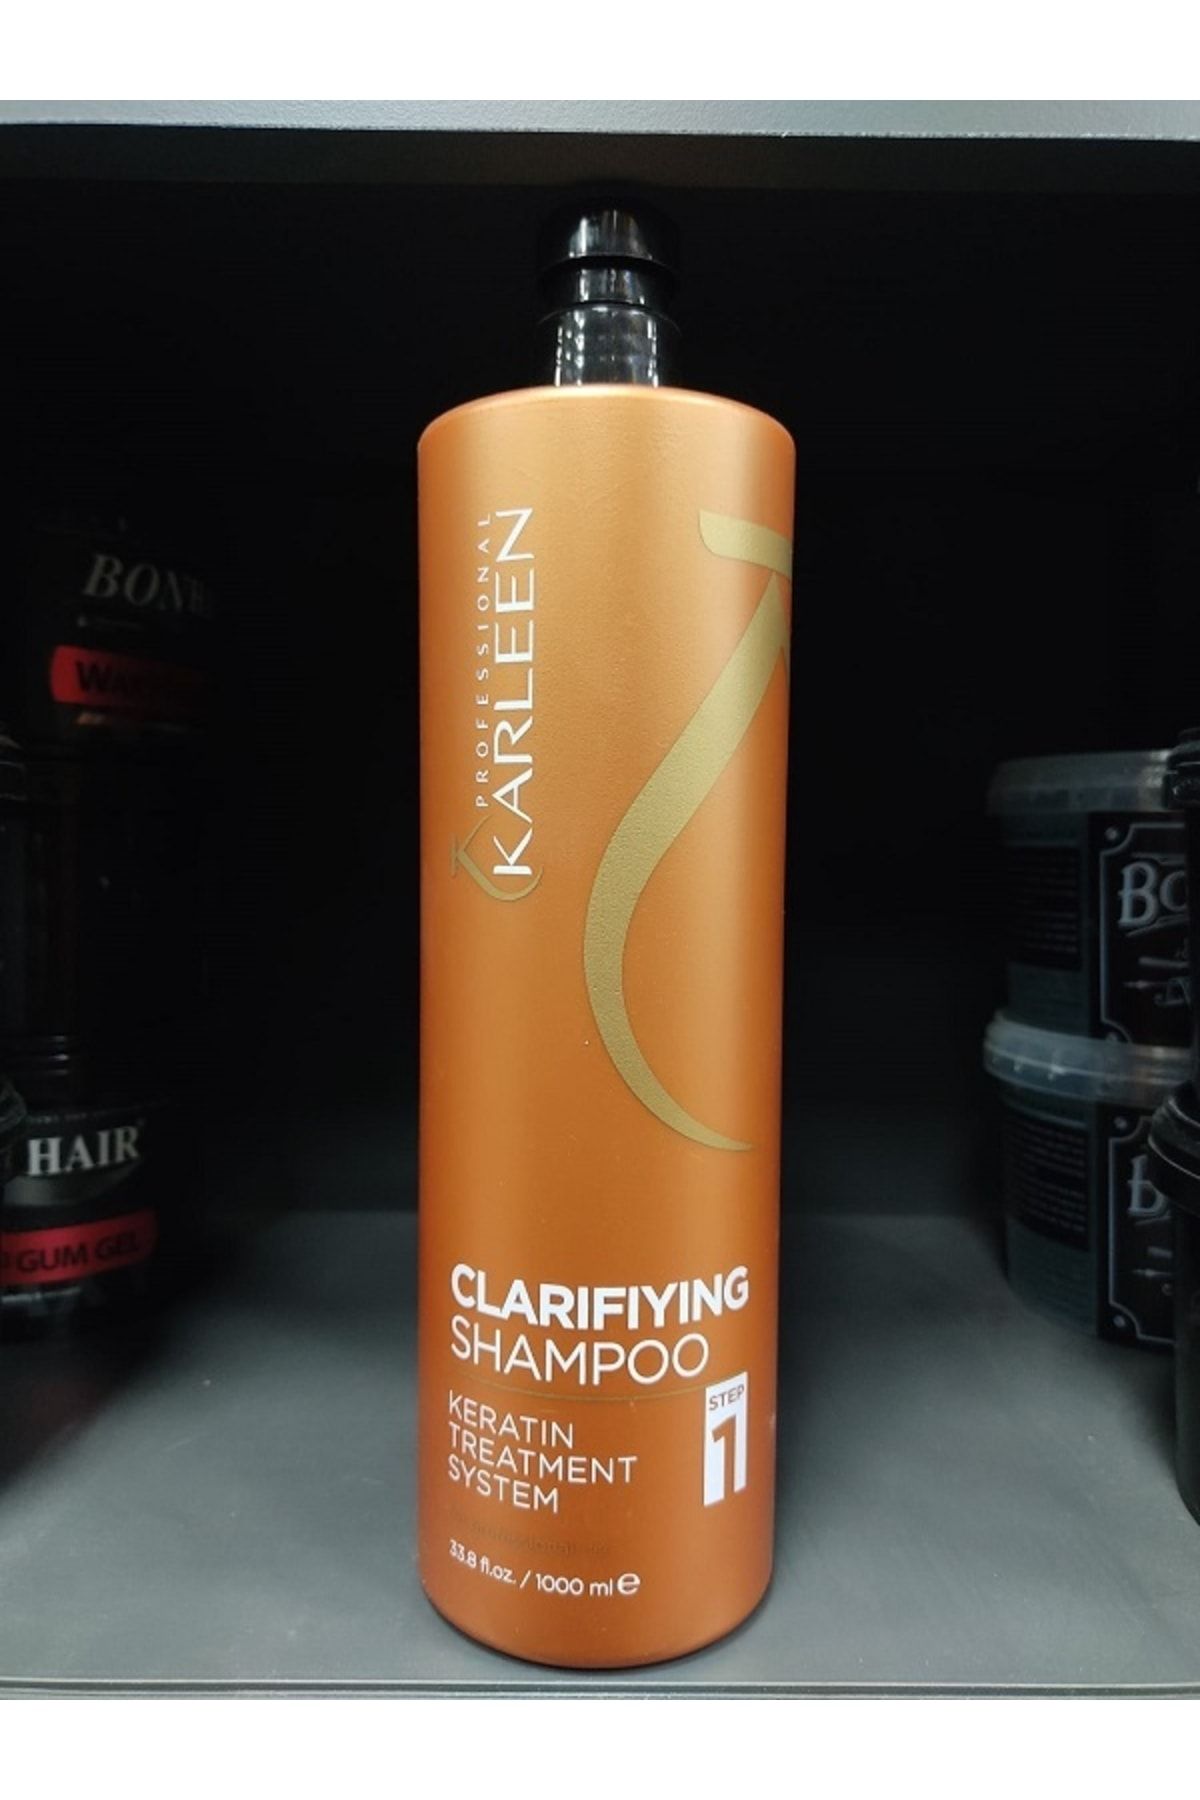 PROFESSIONAL
KARLEEN
CLARIFIYING
SHAMPOO
STEP
1
KERATIN
TREATMENT
SYSTEM
33.8 fl.oz. / 1000 ml e
HAIR
GUM GEL